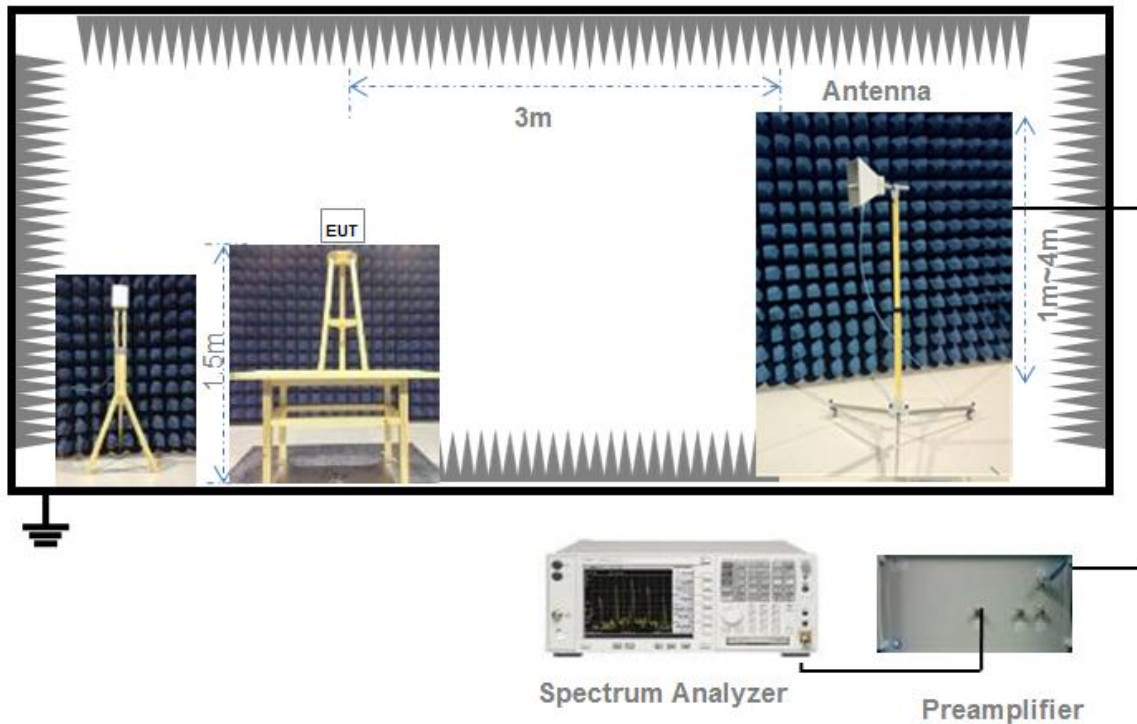 Antenna
3m
EUT
1m~4m
1.5m
Spectrum Analyzer
Preamplifier